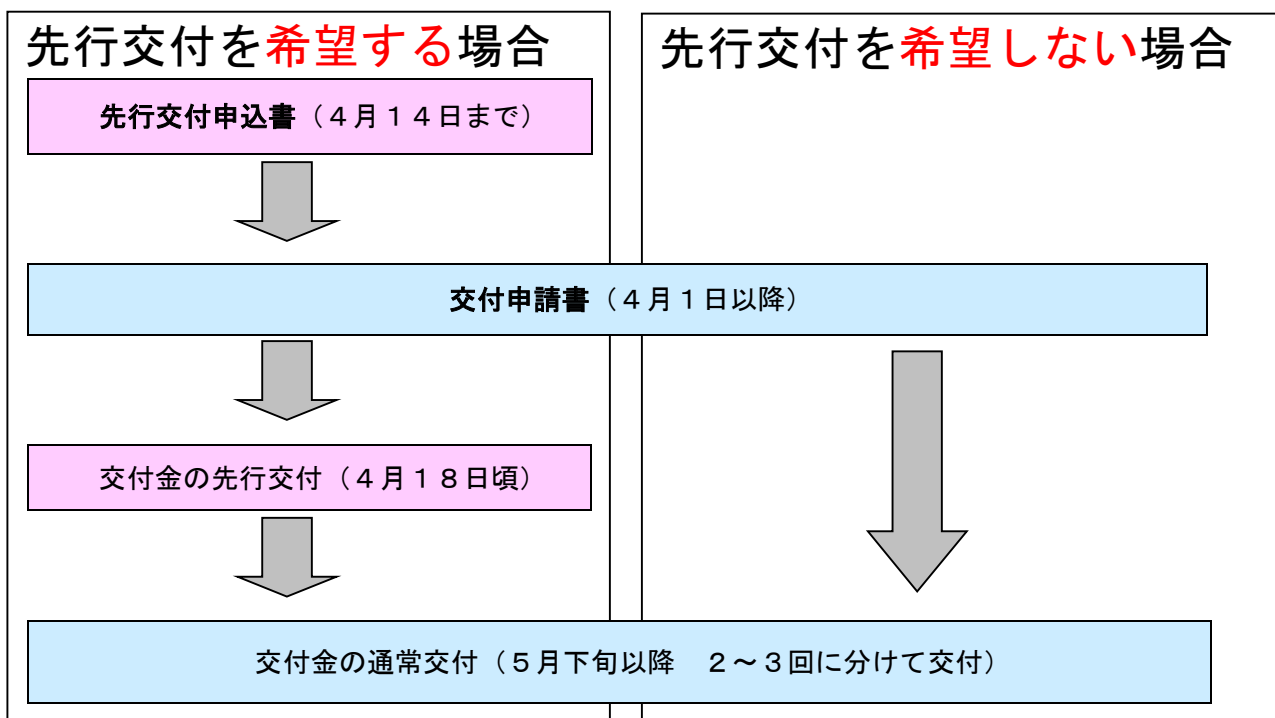 先行交付を希望する場合
先行交付を希望しない場合
先行交付申込書（４月１４日まで）
交付申請書（４月１日以降）
交付金の先行交付（４月１８日頃）
交付金の通常交付（５月下旬以降　２～３回に分けて交付）